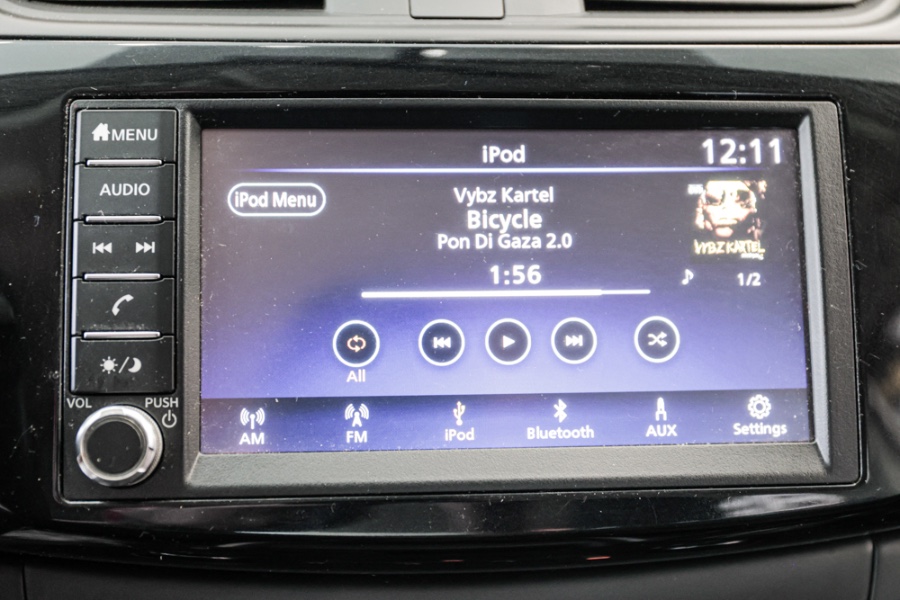 MENU
AUDIO
VOL
PUSH
iPod
12:11
iPod Menu
Vybz Kartel
Bicycle
Pon Di Gaza 2.0
1:56
VYBZ KARTEL
1/2
All
AM
FM
iPod
Bluetooth
AUX
Settings